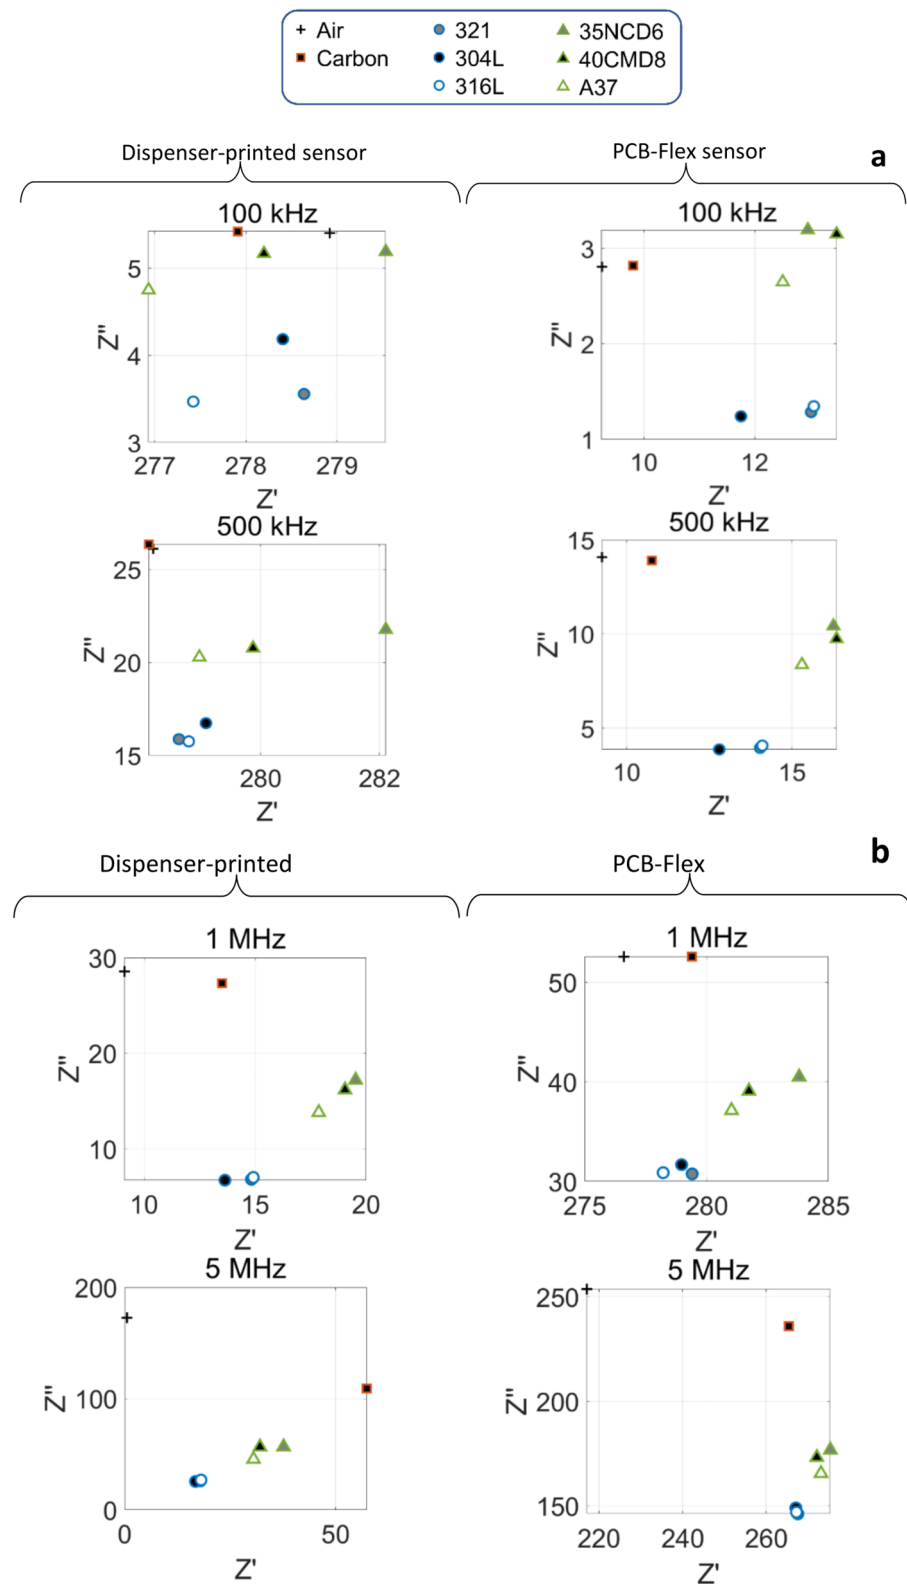 Air 321 35NCD6
Carbon 304L 40CMD8
316L A37
Dispenser-printed sensor PCB-Flex sensor a
100 kHz
5
4
3
Z''
277 278 279
Z'
100 kHz
3
2
1
Z''
10 12
Z'
500 kHz
25
20
15
Z''
280 282
Z'
500 kHz
15
10
5
Z''
10 15
Z'
b
Dispenser-printed PCB-Flex
1 MHz
30
20
10
Z''
10 15 20
Z'
1 MHz
50
40
30
Z''
275 280 285
Z'
5 MHz
200
100
0
Z''
0 50
Z'
5 MHz
250
200
150
Z''
220 240 260
Z'